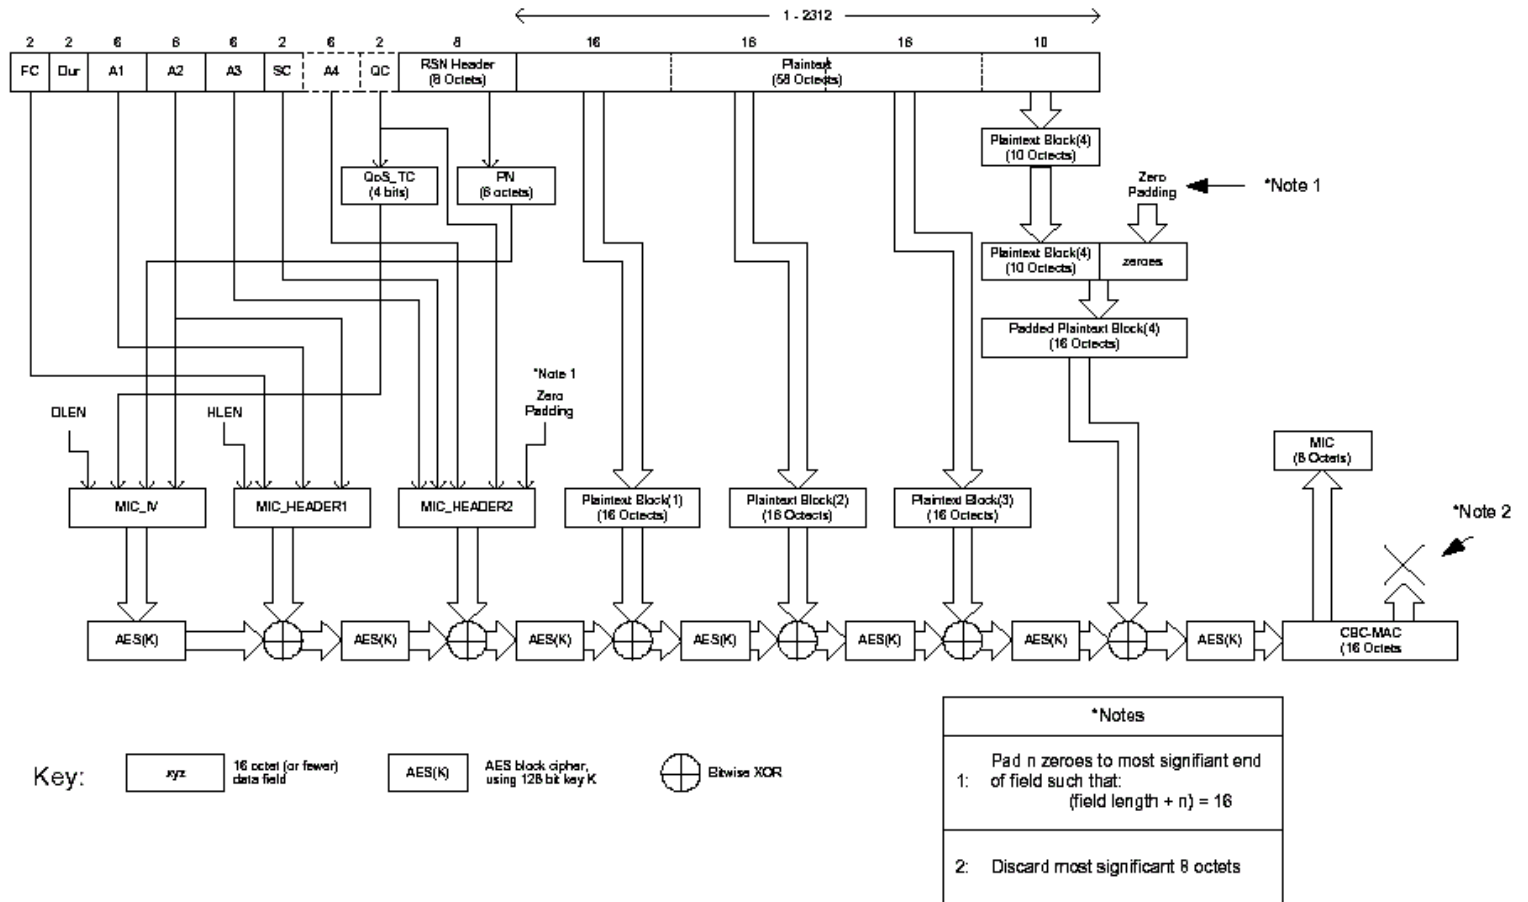 1 - 2312
2 2 6 6 6 2 6 2 8 16 16 16 10
FC Dur A1 A2 A3 SC A4 QC RSN Header Plaintext
(8 Octets) (58 Octects)
Plaintext Block(4)
(10 Octects)
QoS_TC
(4 bits)
PN
(6 octets)
Zero
Padding
*Note 1
Plaintext Block(4)
(10 Octects)
zeroes
Padded Plaintext Block(4)
(16 Octects)
*Note 1
Zero
Padding
DLEN
HLEN
MIC
(8 Octets)
MIC_IV
MIC_HEADER1
MIC_HEADER2
Plaintext Block(1)
(16 Octects)
Plaintext Block(2)
(16 Octects)
Plaintext Block(3)
(16 Octects)
*Note 2
AES(K) AES(K) AES(K) AES(K) AES(K) AES(K) AES(K)
CBC-MAC
(16 Octets
Key:
xyz
16 octet (or fewer)
data field
AES(K)
AES block cipher,
using 128 bit key K
Bitwise XOR
*Notes
1:
Pad n zeroes to most signifiant end
of field such that:
(field length + n) = 16
2: Discard most significant 8 octets